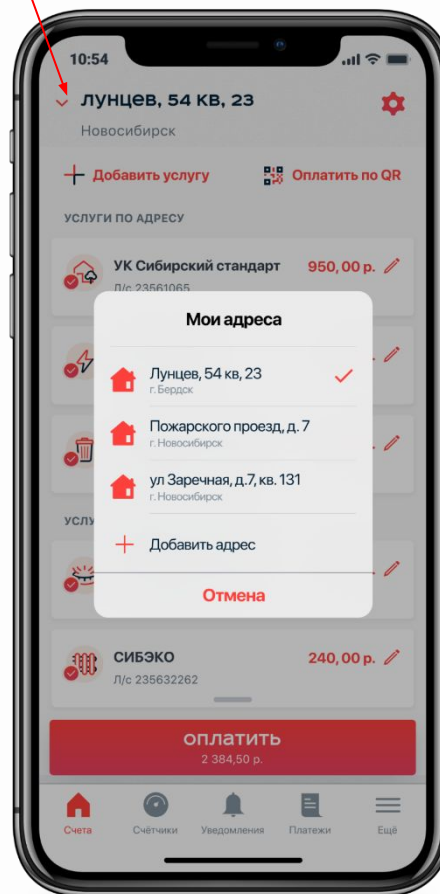 10:54
Лунцев, 54 кв, 23
Новосибирск
Добавить услугу
Оплатить по QR
УСЛУГИ ПО АДРЕСУ
УК Сибирский стандарт
950,00 р.
Л/с 23561065
Мои адреса
Лунцев, 54 кв, 23
г. Бердск
Пожарского проезд, д. 7
г. Новосибирск
ул Заречная, д.7, кв. 131
г. Новосибирск
Добавить адрес
Отмена
СИБЭКО
240,00 р.
Л/с 235632262
ОПЛАТИТЬ
2 384,50 р.
Счета
Счётчики
Уведомления
Платежи
Ещё